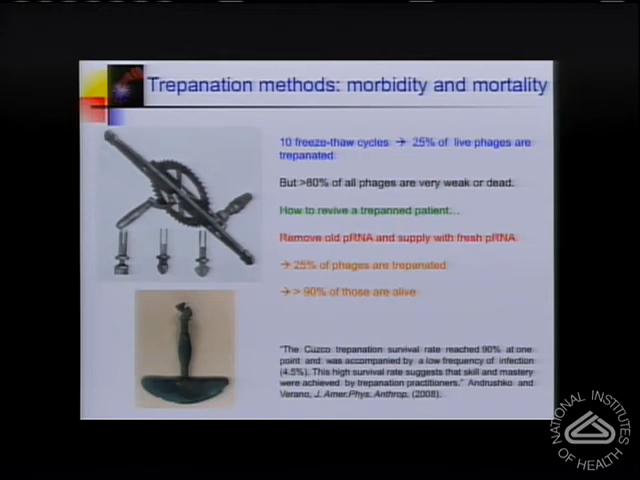 Trepanation methods: morbidity and mortality
10 freeze-thaw cycles → 25% of live phages are
trepanated.
But >80% of all phages are very weak or dead.
How to revive a trepanned patient…
Remove old pRNA and supply with fresh pRNA
→ 25% of phages are trepanated
→ > 90% of those are alive
"The Cuzco trepanation survival rate reached 90% at one
point and was accompanied by a low frequency of infection
(4.5%). This high survival rate suggests that skill and mastery
were achieved by trepanation practitioners." Andrushko and
Verano, J. Amer.Phys. Anthrop. (2008).
NATIONAL INSTITUTES
OF HEALTH